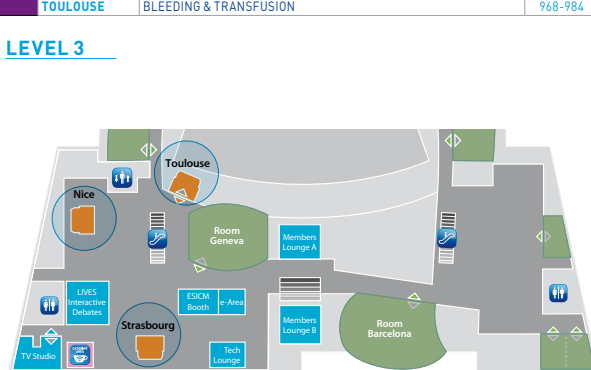 TOULOUSE BLEEDING & TRANSFUSION 968-984
LEVEL 3
Toulouse
Nice
Room
Geneva
Members
Lounge A
LIVES
Interactive
Debates
ESICM
Booth
e-Area
Strasbourg
Members
Lounge B
Room
Barcelona
TV Studio
Tech
Lounge